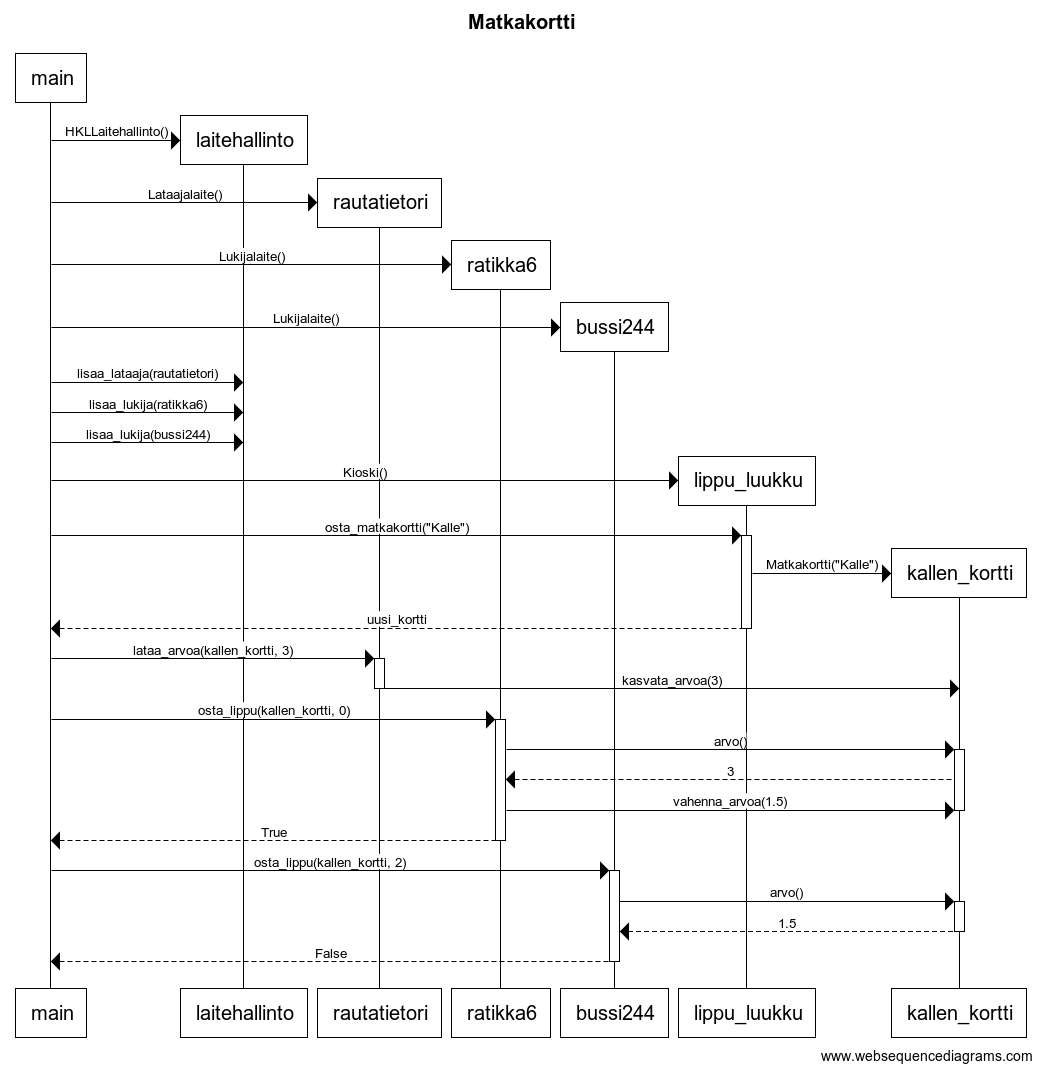 Matkakortti
main
HKLLaitehallinto()
laitehallinto
Lataajalaite()
rautatietori
Lukijalaite()
ratikka6
Lukijalaite()
bussi244
lisaa_lataaja(rautatietori)
lisaa_lukija(ratikka6)
lisaa_lukija(bussi244)
Kioski()
lippu_luukku
osta_matkakortti("Kalle")
Matkakortti("Kalle")
kallen_kortti
uusi_kortti
lataa_arvoa(kallen_kortti, 3)
kasvata_arvoa(3)
osta_lippu(kallen_kortti, 0)
arvo()
3
vahenna_arvoa(1.5)
True
osta_lippu(kallen_kortti, 2)
arvo()
1.5
False
main laitehallinto rautatietori ratikka6 bussi244 lippu_luukku kallen_kortti
www.websequencediagrams.com